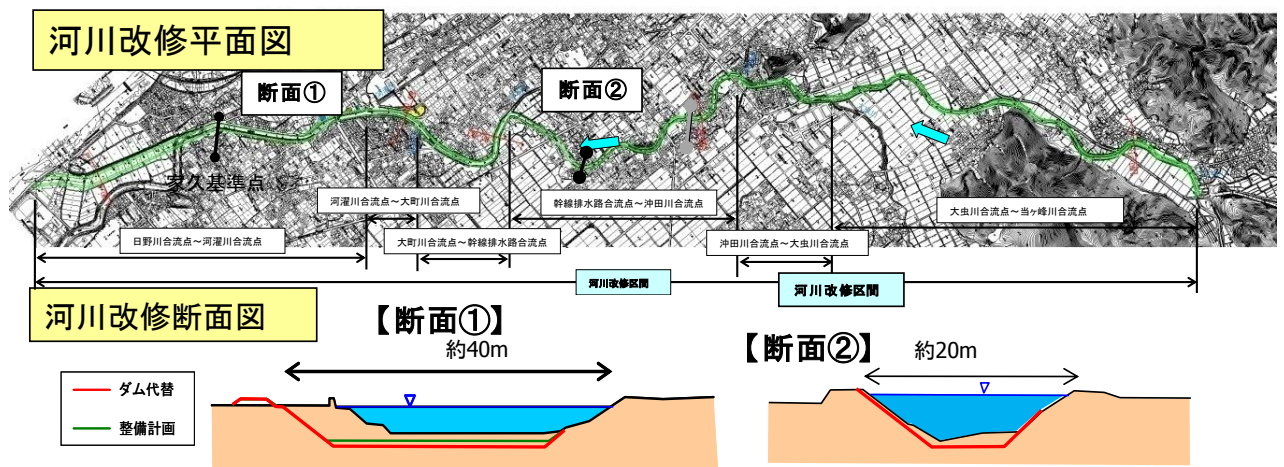 河川改修平面図
断面①
断面②
家久基準点
河濯川合流点～大町川合流点
幹線排水路合流点～沖田川合流点
大虫川合流点～当ヶ峰川合流点
日野川合流点～河濯川合流点
大町川合流点～幹線排水路合流点
沖田川合流点～大虫川合流点
河川改修区間
河川改修区間
河川改修断面図
【断面①】
約40m
【断面②】
約20m
ダム代替
整備計画